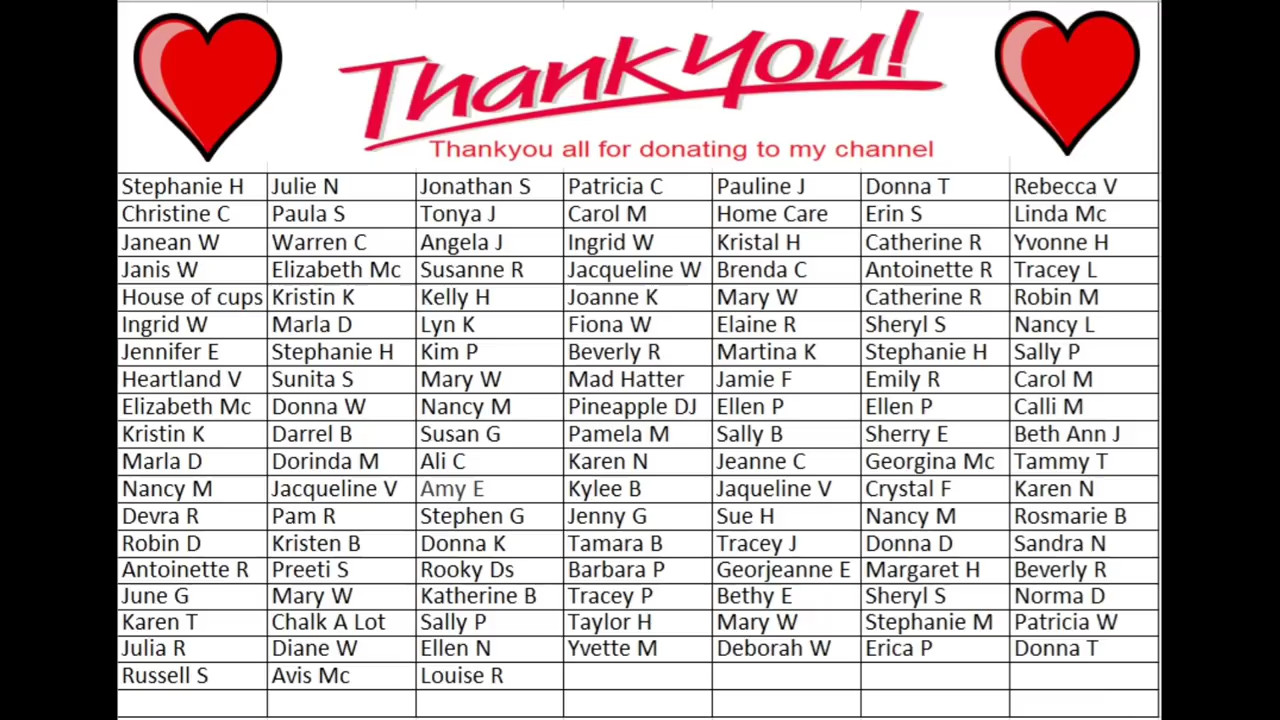 Thank You!
Thankyou all for donating to my channel
Stephanie H Julie N Jonathan S Patricia C Pauline J Donna T Rebecca V
Christine C Paula S Tonya J Carol M Home Care Erin S Linda Mc
Janean W Warren C Angela J Ingrid W Kristal H Catherine R Yvonne H
Janis W Elizabeth Mc Susanne R Jacqueline W Brenda C Antoinette R Tracey L
House of cups Kristin K Kelly H Joanne K Mary W Catherine R Robin M
Ingrid W Marla D Lyn K Fiona W Elaine R Sheryl S Nancy L
Jennifer E Stephanie H Kim P Beverly R Martina K Stephanie H Sally P
Heartland V Sunita S Mary W Mad Hatter Jamie F Emily R Carol M
Elizabeth Mc Donna W Nancy M Pineapple DJ Ellen P Ellen P Calli M
Kristin K Darrel B Susan G Pamela M Sally B Sherry E Beth Ann J
Marla D Dorinda M Ali C Karen N Jeanne C Georgina Mc Tammy T
Nancy M Jacqueline V Amy E Kylee B Jaqueline V Crystal F Karen N
Devra R Pam R Stephen G Jenny G Sue H Nancy M Rosmarie B
Robin D Kristen B Donna K Tamara B Tracey J Donna D Sandra N
Antoinette R Preeti S Rooky Ds Barbara P Georjeanne E Margaret H Beverly R
June G Mary W Katherine B Tracey P Bethy E Sheryl S Norma D
Karen T Chalk A Lot Sally P Taylor H Mary W Stephanie M Patricia W
Julia R Diane W Ellen N Yvette M Deborah W Erica P Donna T
Russell S Avis Mc Louise R